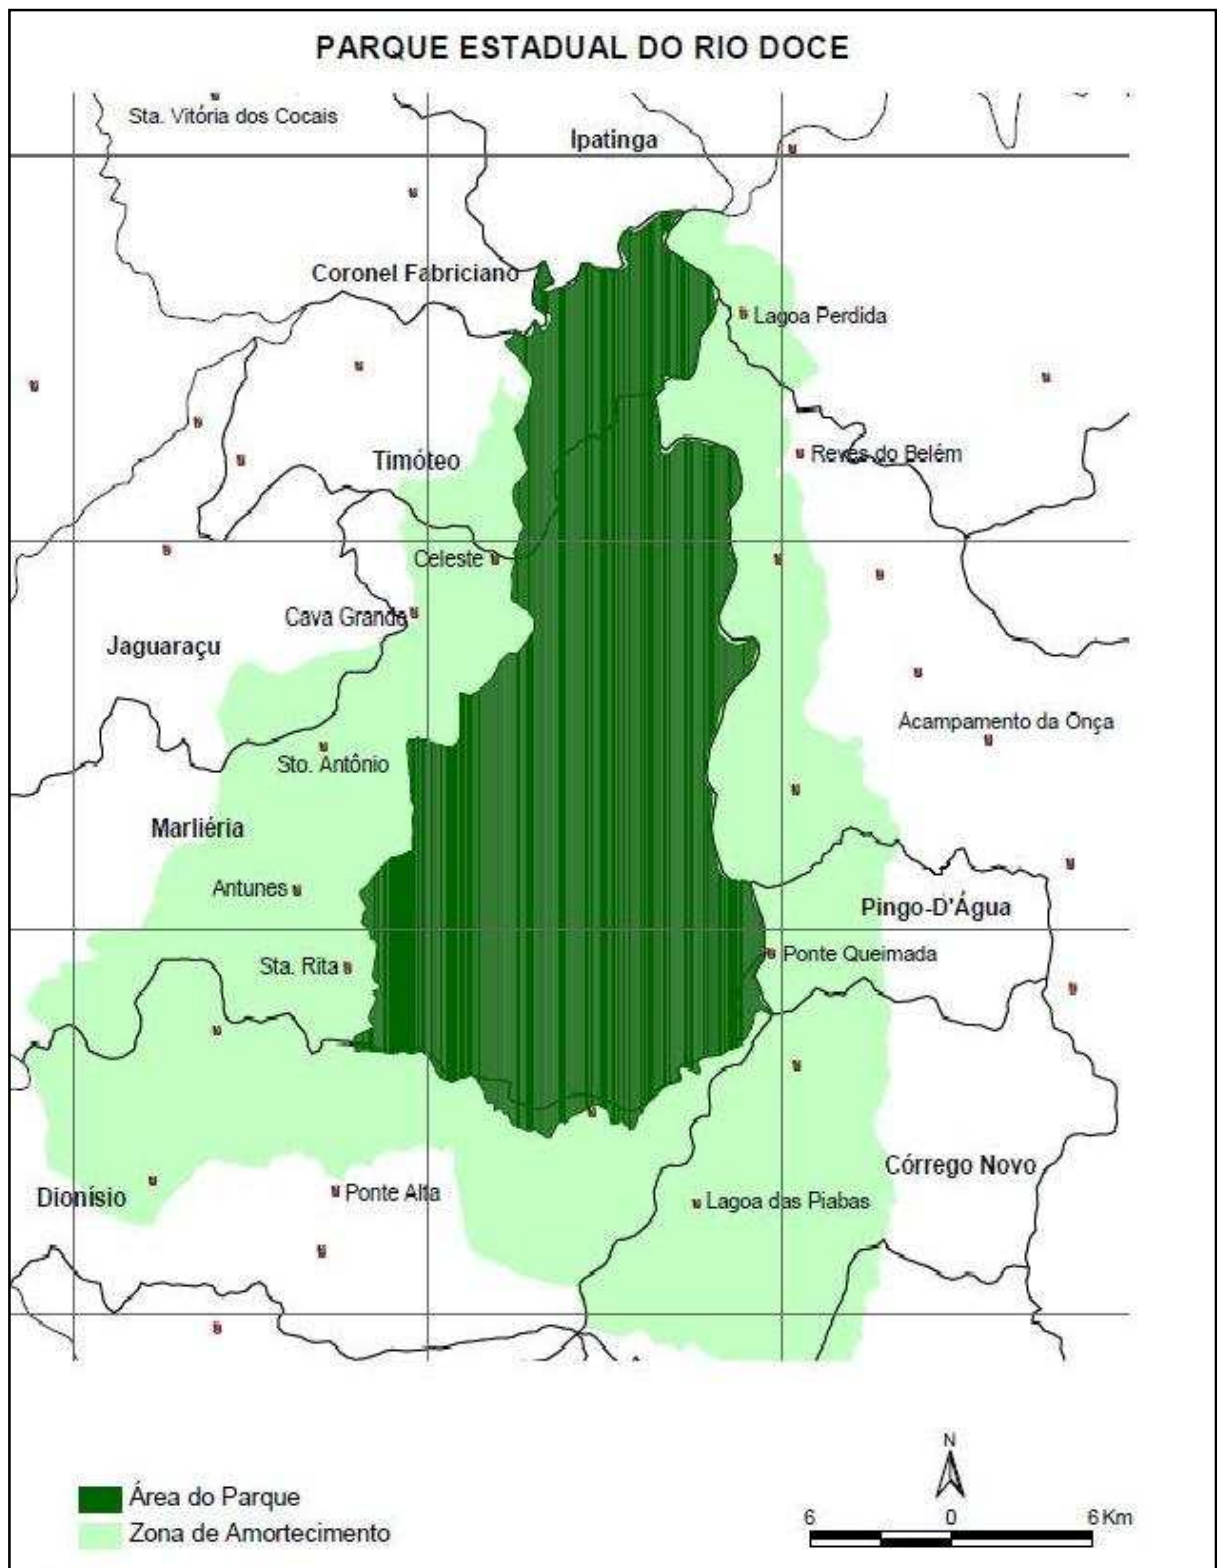 PARQUE ESTADUAL DO RIO DOCE
Sta. Vitória dos Cocais
Ipatinga
Coronel Fabriciano
Lagoa Perdida
Timóteo
Revés do Belém
Celeste
Cava Grande
Jaguaraçu
Acampamento da Onça
Sto. Antônio
Marliéria
Antunes
Pingo-D'Água
Ponte Queimada
Sta. Rita
Córrego Novo
Dionísio
Ponte Alta
Lagoa das Piabas
N
Área do Parque
6 0 6 Km
Zona de Amortecimento